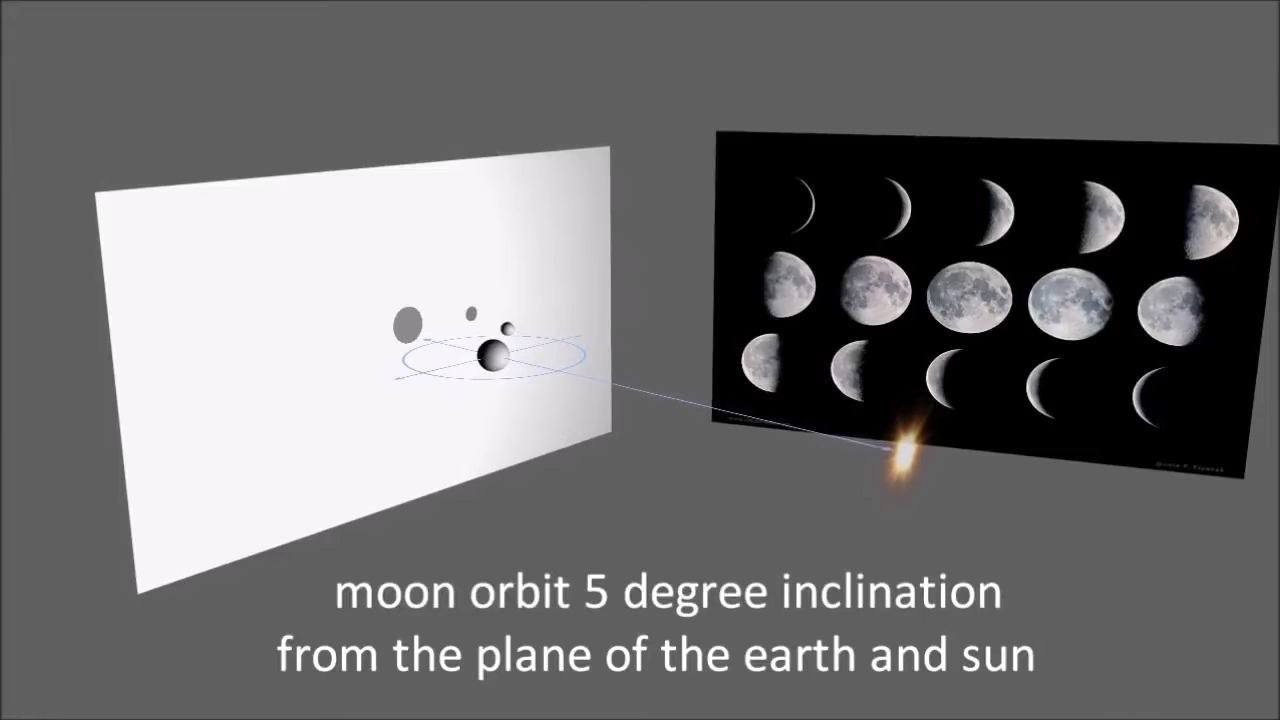 moon orbit 5 degree inclination
from the plane of the earth and sun